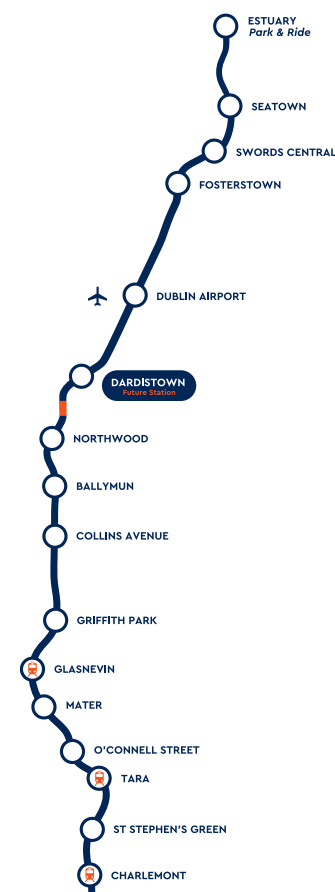 ESTUARY
Park & Ride
SEATOWN
SWORDS CENTRAL
FOSTERSTOWN
DUBLIN AIRPORT
DARDISTOWN
Future Station
NORTHWOOD
BALLYMUN
COLLINS AVENUE
GRIFFITH PARK
GLASNEVIN
MATER
O'CONNELL STREET
TARA
ST STEPHEN'S GREEN
CHARLEMONT